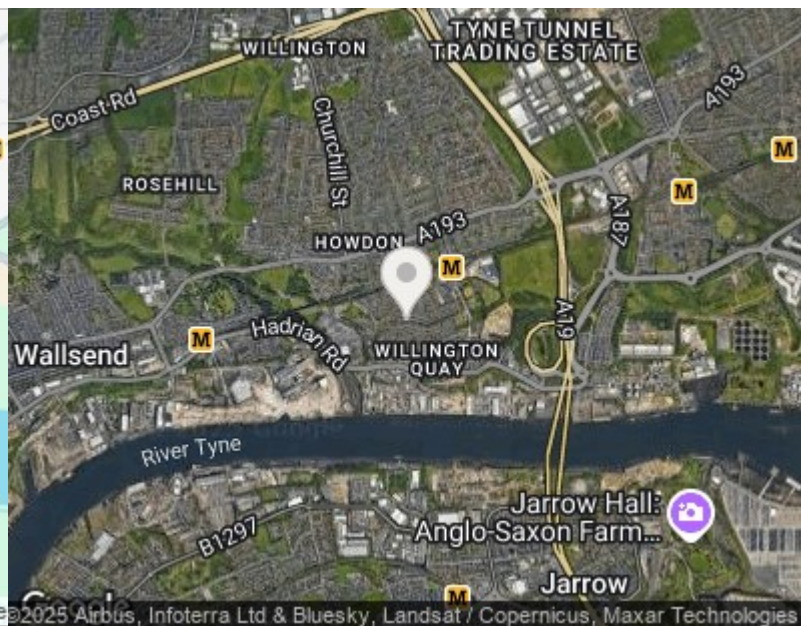 TYNE TUNNEL
TRADING ESTATE
WILLINGTON
Coast Rd
Churchill St
A193
ROSEHILL
M
M
A187
HOWDON
A193
M
A19
Hadrian Rd
M
Wallsend
WILLINGTON
QUAY
River Tyne
Jarrow Hall:
Anglo-Saxon Farm...
B1297
Jarrow
M
Google
©2025 Airbus, Infoterra Ltd & Bluesky, Landsat / Copernicus, Maxar Technologies